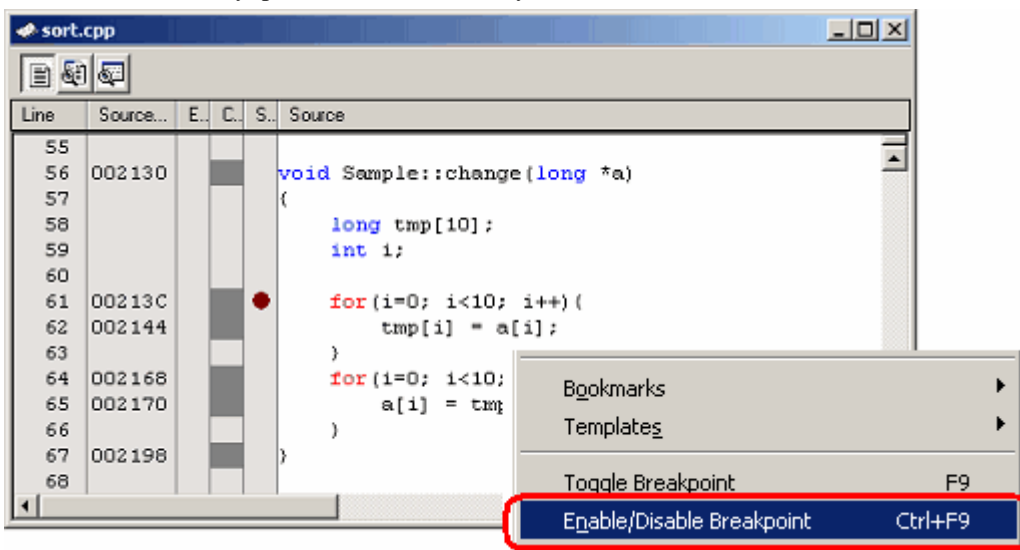 sort.cpp
Line Source... E.. C.. S.. Source
55
56 002130 void Sample::change(long *a)
57 {
58 long tmp[10];
59 int i;
60
61 00213C for(i=0; i<10; i++){
62 002144 tmp[i] = a[i];
63 }
64 002168 for(i=0; i<10;
65 002170 a[i] = tmp
66 }
67 002198 }
68
Bookmarks
Templates
Toggle Breakpoint F9
Enable/Disable Breakpoint Ctrl+F9